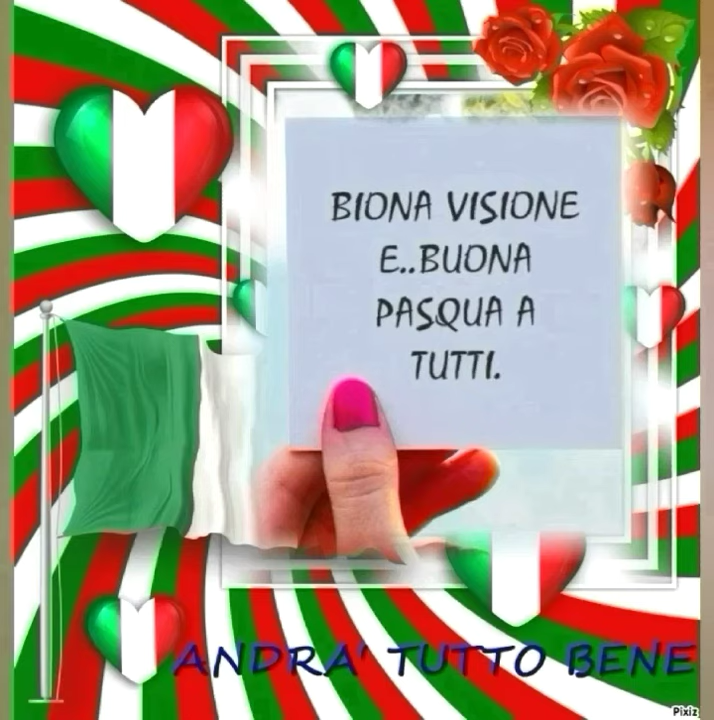 BIONA VISIONE
E..BUONA
PASQUA A
TUTTI.
ANDRA' TUTTO BENE
Pixiz